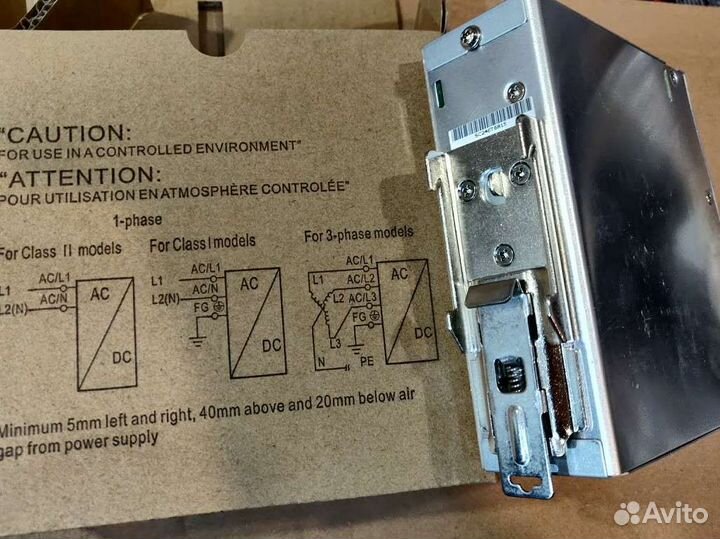 "CAUTION:
FOR USE IN A CONTROLLED ENVIRONMENT"
"ATTENTION:
POUR UTILISATION EN ATMOSPHÈRE CONTROLÉE"
1-phase
For Class II models
L1
AC/L1
L2(N)
AC/N
AC
DC
For Class I models
L1
AC/L1
L2(N)
AC/N
FG
AC
DC
For 3-phase models
L1
AC/L1
AC/L2
L2
AC/L3
FG
L3
N
PE
AC
DC
Minimum 5mm left and right, 40mm above and 20mm below air
gap from power supply
Avito